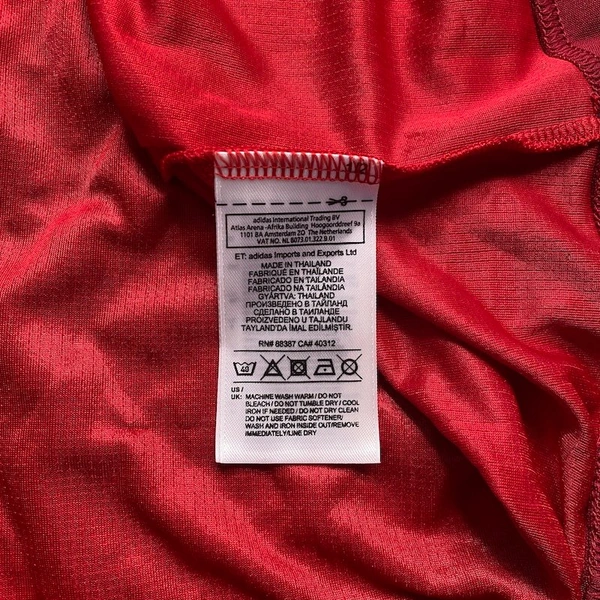 adidas International Trading BV
Atlas Arena -Afrika Building Hoogoorddreef 9a
1101 BA Amsterdam ZO The Netherlands
VAT NO. NL 8073.01.322.B.01
ET: adidas Imports and Exports Ltd
MADE IN THAILAND
FABRIQUÉ EN THAÏLANDE
FABRICADO EN TAILANDIA
FABRICADO NA TAILÂNDIA
GYÁRTVA: THAILAND
ПРОИЗВЕДЕНО В ТАЙЛАНД
СДЕЛАНО В ТАИЛАНДЕ
PROIZVEDENO U TAJLANDU
TAYLAND'DA İMAL EDİLMİŞTİR.
RN# 88387 CA# 40312
40
US /
UK: MACHINE WASH WARM / DO NOT
BLEACH / DO NOT TUMBLE DRY / COOL
IRON IF NEEDED / DO NOT DRY CLEAN
DO NOT USE FABRIC SOFTENER/
WASH AND IRON INSIDE OUT/REMOVE
IMMEDIATELY/LINE DRY